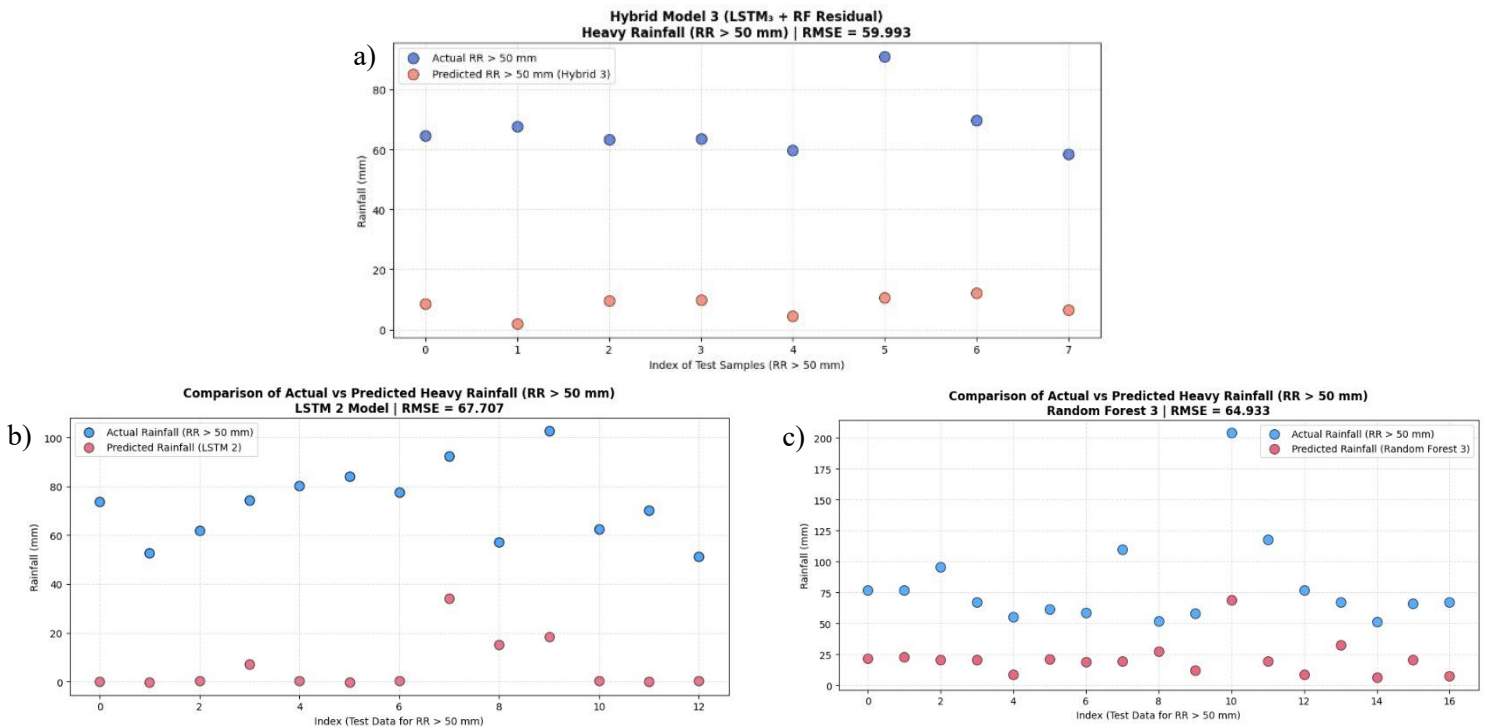 a)
Hybrid Model 3 (LSTM₃ + RF Residual)
Heavy Rainfall (RR > 50 mm) | RMSE = 59.993
Actual RR > 50 mm
Predicted RR > 50 mm (Hybrid 3)
Rainfall (mm)
80
60
40
20
0
0 1 2 3 4 5 6 7
Index of Test Samples (RR > 50 mm)
b)
Comparison of Actual vs Predicted Heavy Rainfall (RR > 50 mm)
LSTM 2 Model | RMSE = 67.707
Actual Rainfall (RR > 50 mm)
Predicted Rainfall (LSTM 2)
Rainfall (mm)
100
80
60
40
20
0
0 2 4 6 8 10 12
Index (Test Data for RR > 50 mm)
c)
Comparison of Actual vs Predicted Heavy Rainfall (RR > 50 mm)
Random Forest 3 | RMSE = 64.933
Actual Rainfall (RR > 50 mm)
Predicted Rainfall (Random Forest 3)
Rainfall (mm)
200
175
150
125
100
75
50
25
0
0 2 4 6 8 10 12 14 16
Index (Test Data for RR > 50 mm)